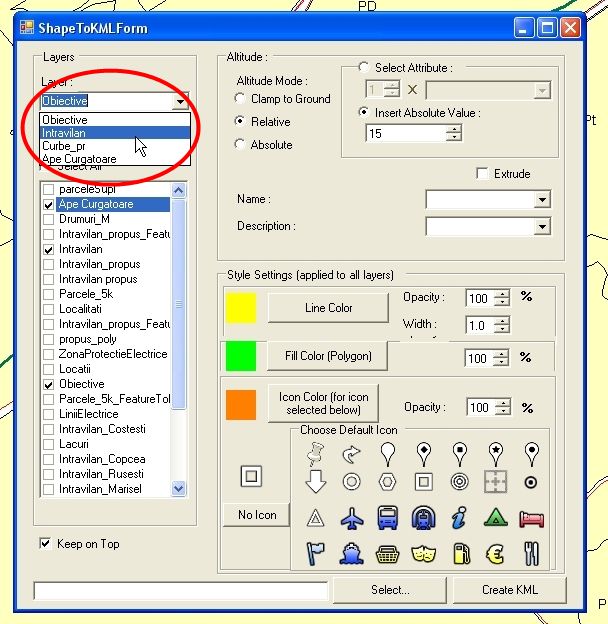 PD
ShapeToKMLForm
Layers
Layer :
Obiective
Obiective
Intravilan
Curbe_pr
Ape Curgatoare
Select All
parceleSupl
Ape Curgatoare
Drumuri_M
Intravilan_propus_Featu
Intravilan
Intravilan_propus
Intravilan propus
Parcele_5k
Localitati
Intravilan_propus_Featu
propus_poly
ZonaProtectieElectrice
Locatii
Obiective
Parcele_5k_FeatureToI
LiniiElectrice
Intravilan_Costesti
Lacuri
Intravilan_Copcea
Intravilan_Rusesti
Intravilan_Marisel
Keep on Top
Altitude :
Altitude Mode :
Clamp to Ground
Relative
Absolute
Select Attribute :
1 X
Insert Absolute Value :
15
Extrude
Name :
Description :
Style Settings (applied to all layers)
Line Color
Opacity : 100 %
Width : 1.0
Fill Color (Polygon)
100 %
Icon Color (for icon
selected below)
Opacity : 100 %
Choose Default Icon
No Icon
Select...
Create KML
Pt
P